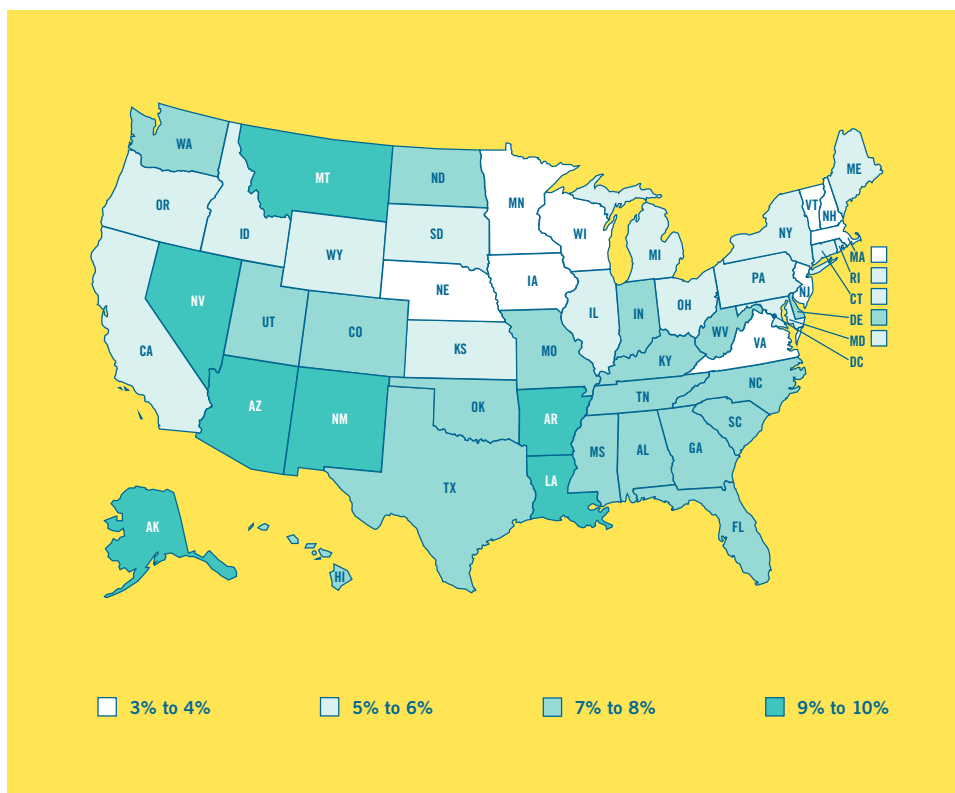 WA
MT
ND
MN
ME
OR
ID
WY
SD
WI
MI
NY
VT
NH
MA
RI
CT
DE
MD
DC
NV
UT
CO
NE
IA
IL
IN
OH
PA
NJ
CA
KS
MO
KY
WV
VA
AZ
NM
OK
AR
TN
NC
TX
LA
MS
AL
GA
SC
FL
AK
HI
3% to 4%
5% to 6%
7% to 8%
9% to 10%